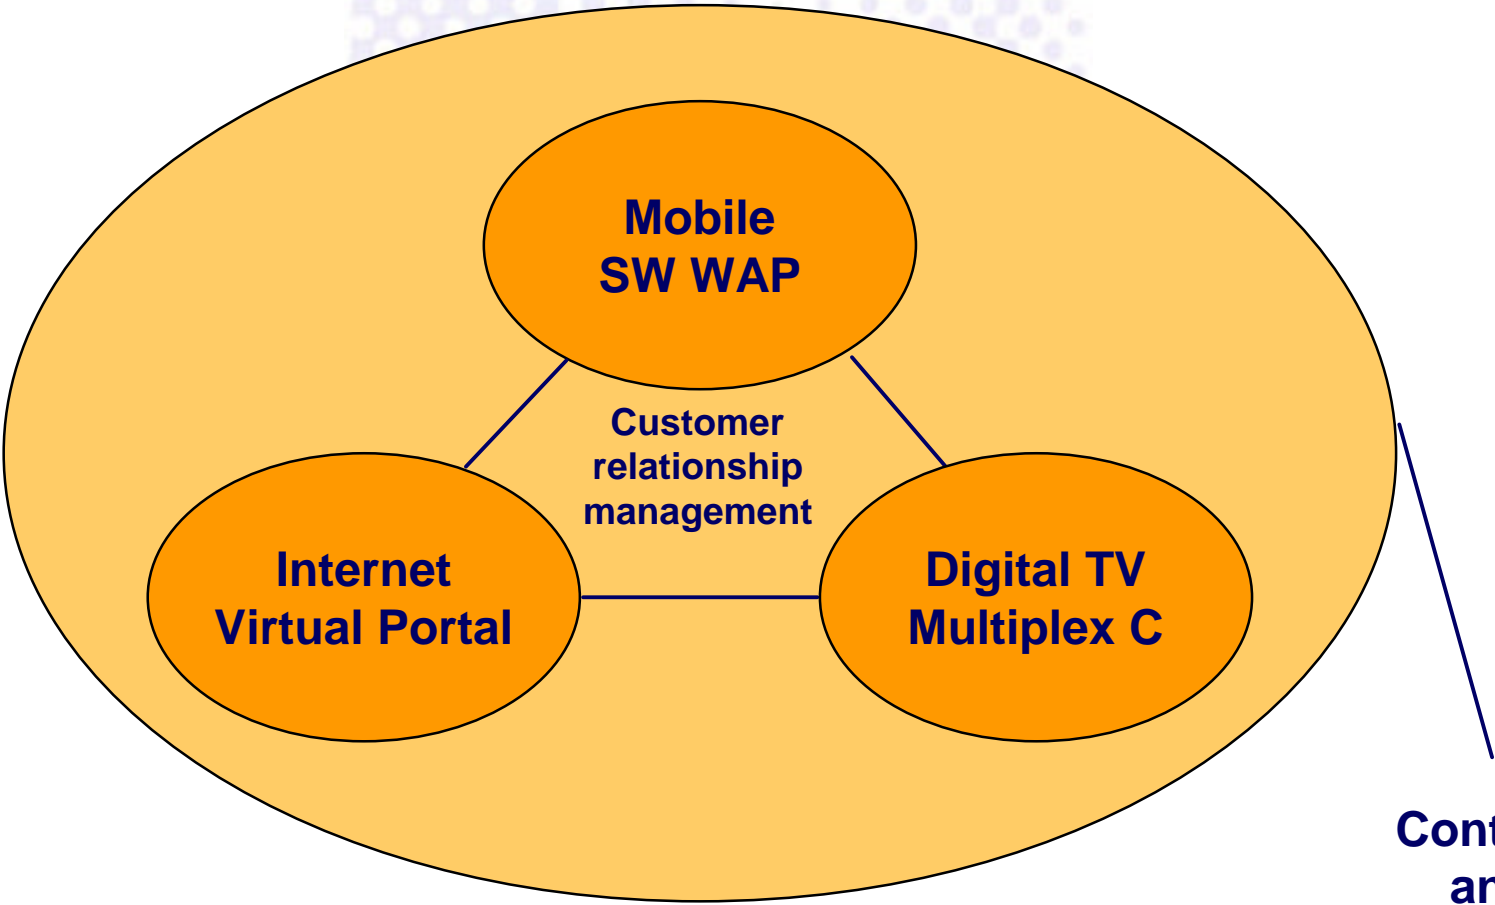 Mobile
SW WAP
Customer
relationship
management
Internet
Virtual Portal
Digital TV
Multiplex C